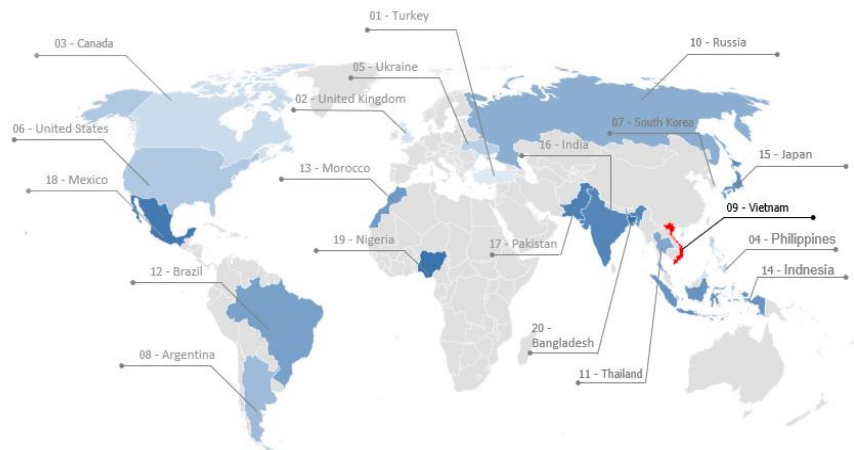 01 - Turkey
03 - Canada
10 - Russia
05 - Ukraine
02 - United Kingdom
07 - South Korea
06 - United States
16 - India
15 - Japan
13 - Morocco
18 - Mexico
09 - Vietnam
19 - Nigeria
17 - Pakistan
04 - Philippines
12 - Brazil
14 - Indnesia
20 -
Bangladesh
08 - Argentina
11 - Thailand